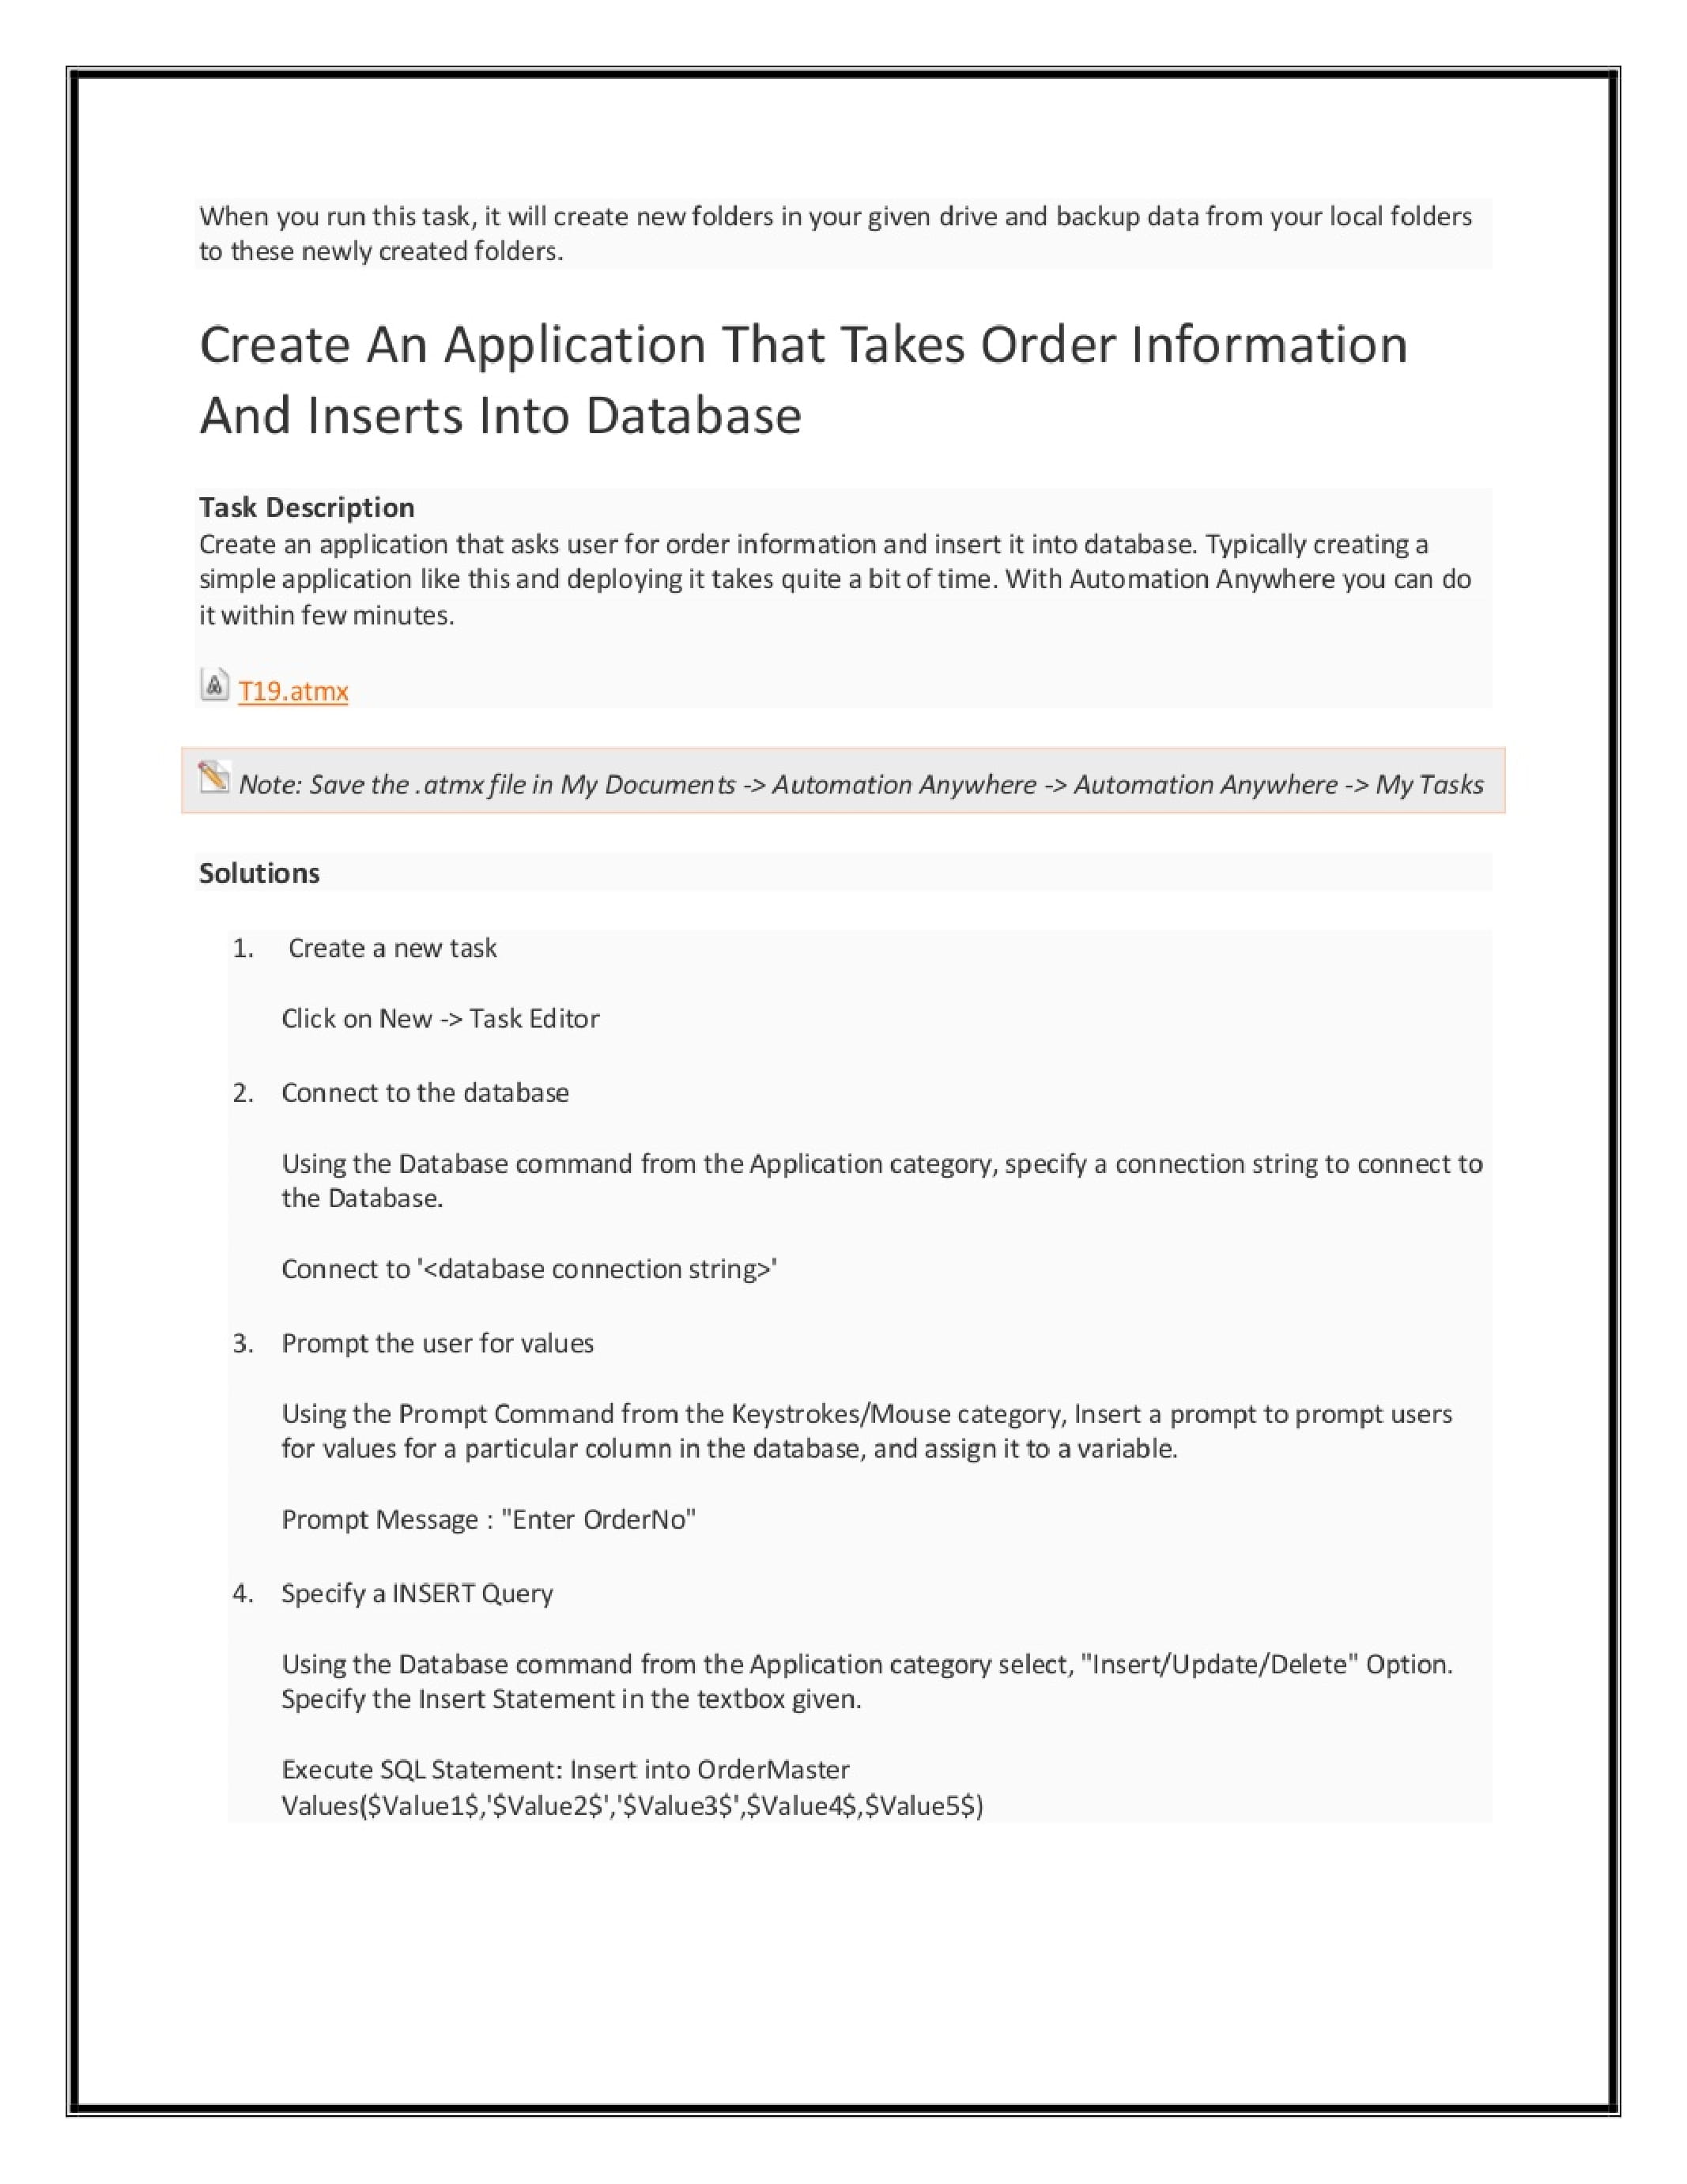 When you run this task, it will create new folders in your given drive and backup data from your local folders
to these newly created folders.
Create An Application That Takes Order Information
And Inserts Into Database
Task Description
Create an application that asks user for order information and insert it into database. Typically creating a
simple application like this and deploying it takes quite a bit of time. With Automation Anywhere you can do
it within few minutes.
T19.atmx
Note: Save the .atmx file in My Documents -> Automation Anywhere -> Automation Anywhere -> My Tasks
Solutions
1. Create a new task
Click on New -> Task Editor
2. Connect to the database
Using the Database command from the Application category, specify a connection string to connect to
the Database.
Connect to '<database connection string>'
3. Prompt the user for values
Using the Prompt Command from the Keystrokes/Mouse category, Insert a prompt to prompt users
for values for a particular column in the database, and assign it to a variable.
Prompt Message : "Enter OrderNo"
4. Specify a INSERT Query
Using the Database command from the Application category select, "Insert/Update/Delete" Option.
Specify the Insert Statement in the textbox given.
Execute SQL Statement: Insert into OrderMaster
Values($Value1$,'$Value2$','$Value3$',$Value4$,$Value5$)